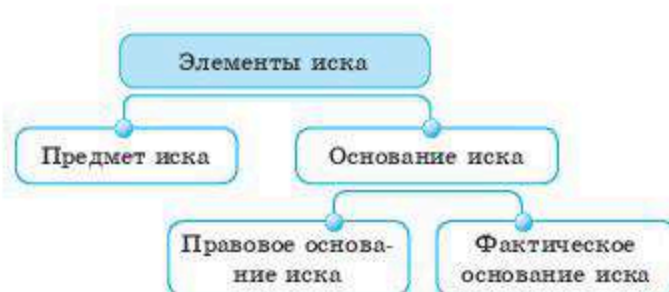 Элементы иска
Предмет иска
Основание иска
Правовое основа-
ние иска
Фактическое
основание иска